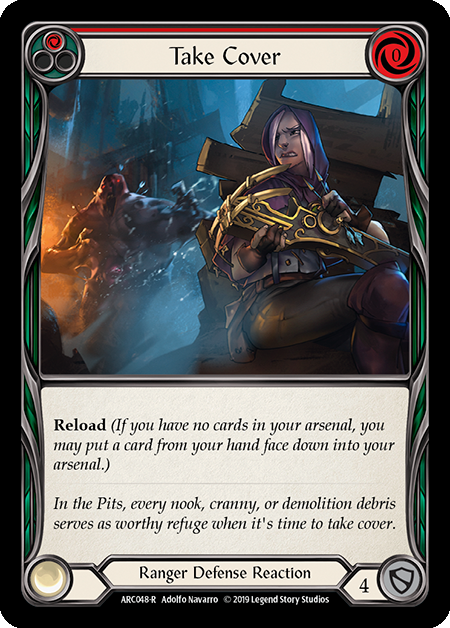 Take Cover
0
Reload (If you have no cards in your arsenal, you
may put a card from your hand face down into your
arsenal.)
In the Pits, every nook, cranny, or demolition debris
serves as worthy refuge when it's time to take cover.
Ranger Defense Reaction
4
ARC048-R Adolfo Navarro © 2019 Legend Story Studios